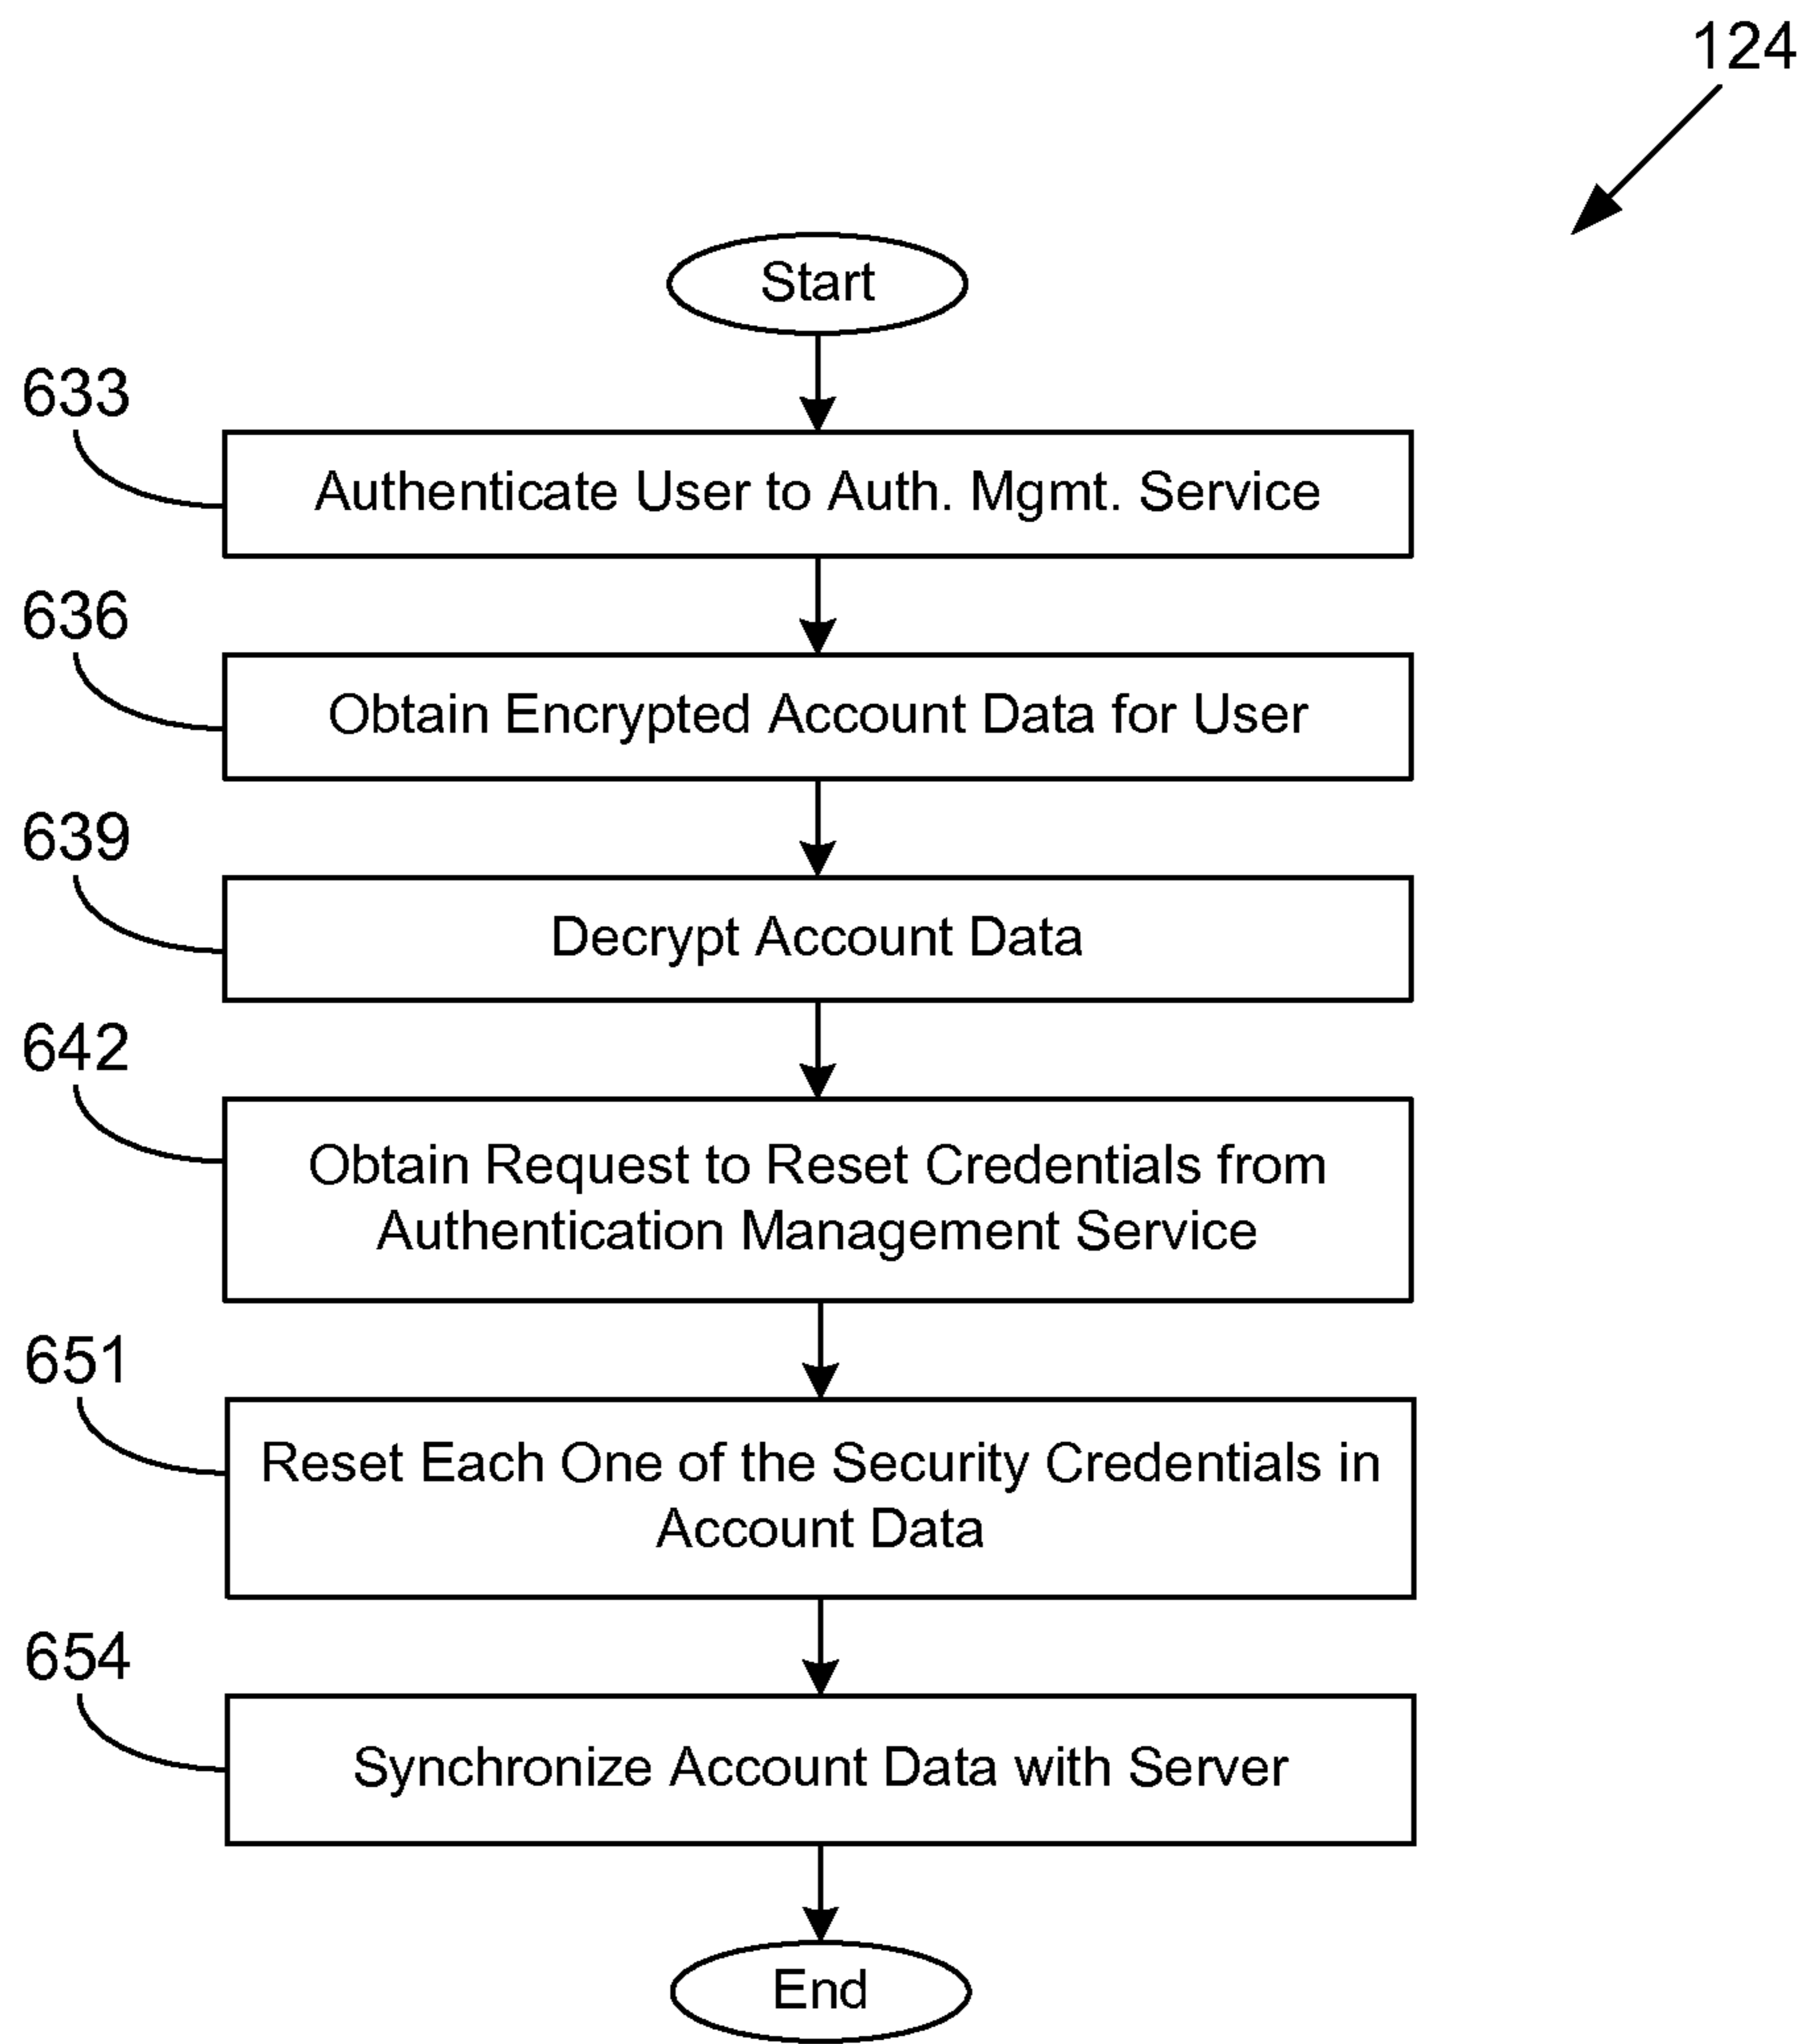 124
Start
633
Authenticate User to Auth. Mgmt. Service
636
Obtain Encrypted Account Data for User
639
Decrypt Account Data
642
Obtain Request to Reset Credentials from
Authentication Management Service
651
Reset Each One of the Security Credentials in
Account Data
654
Synchronize Account Data with Server
End